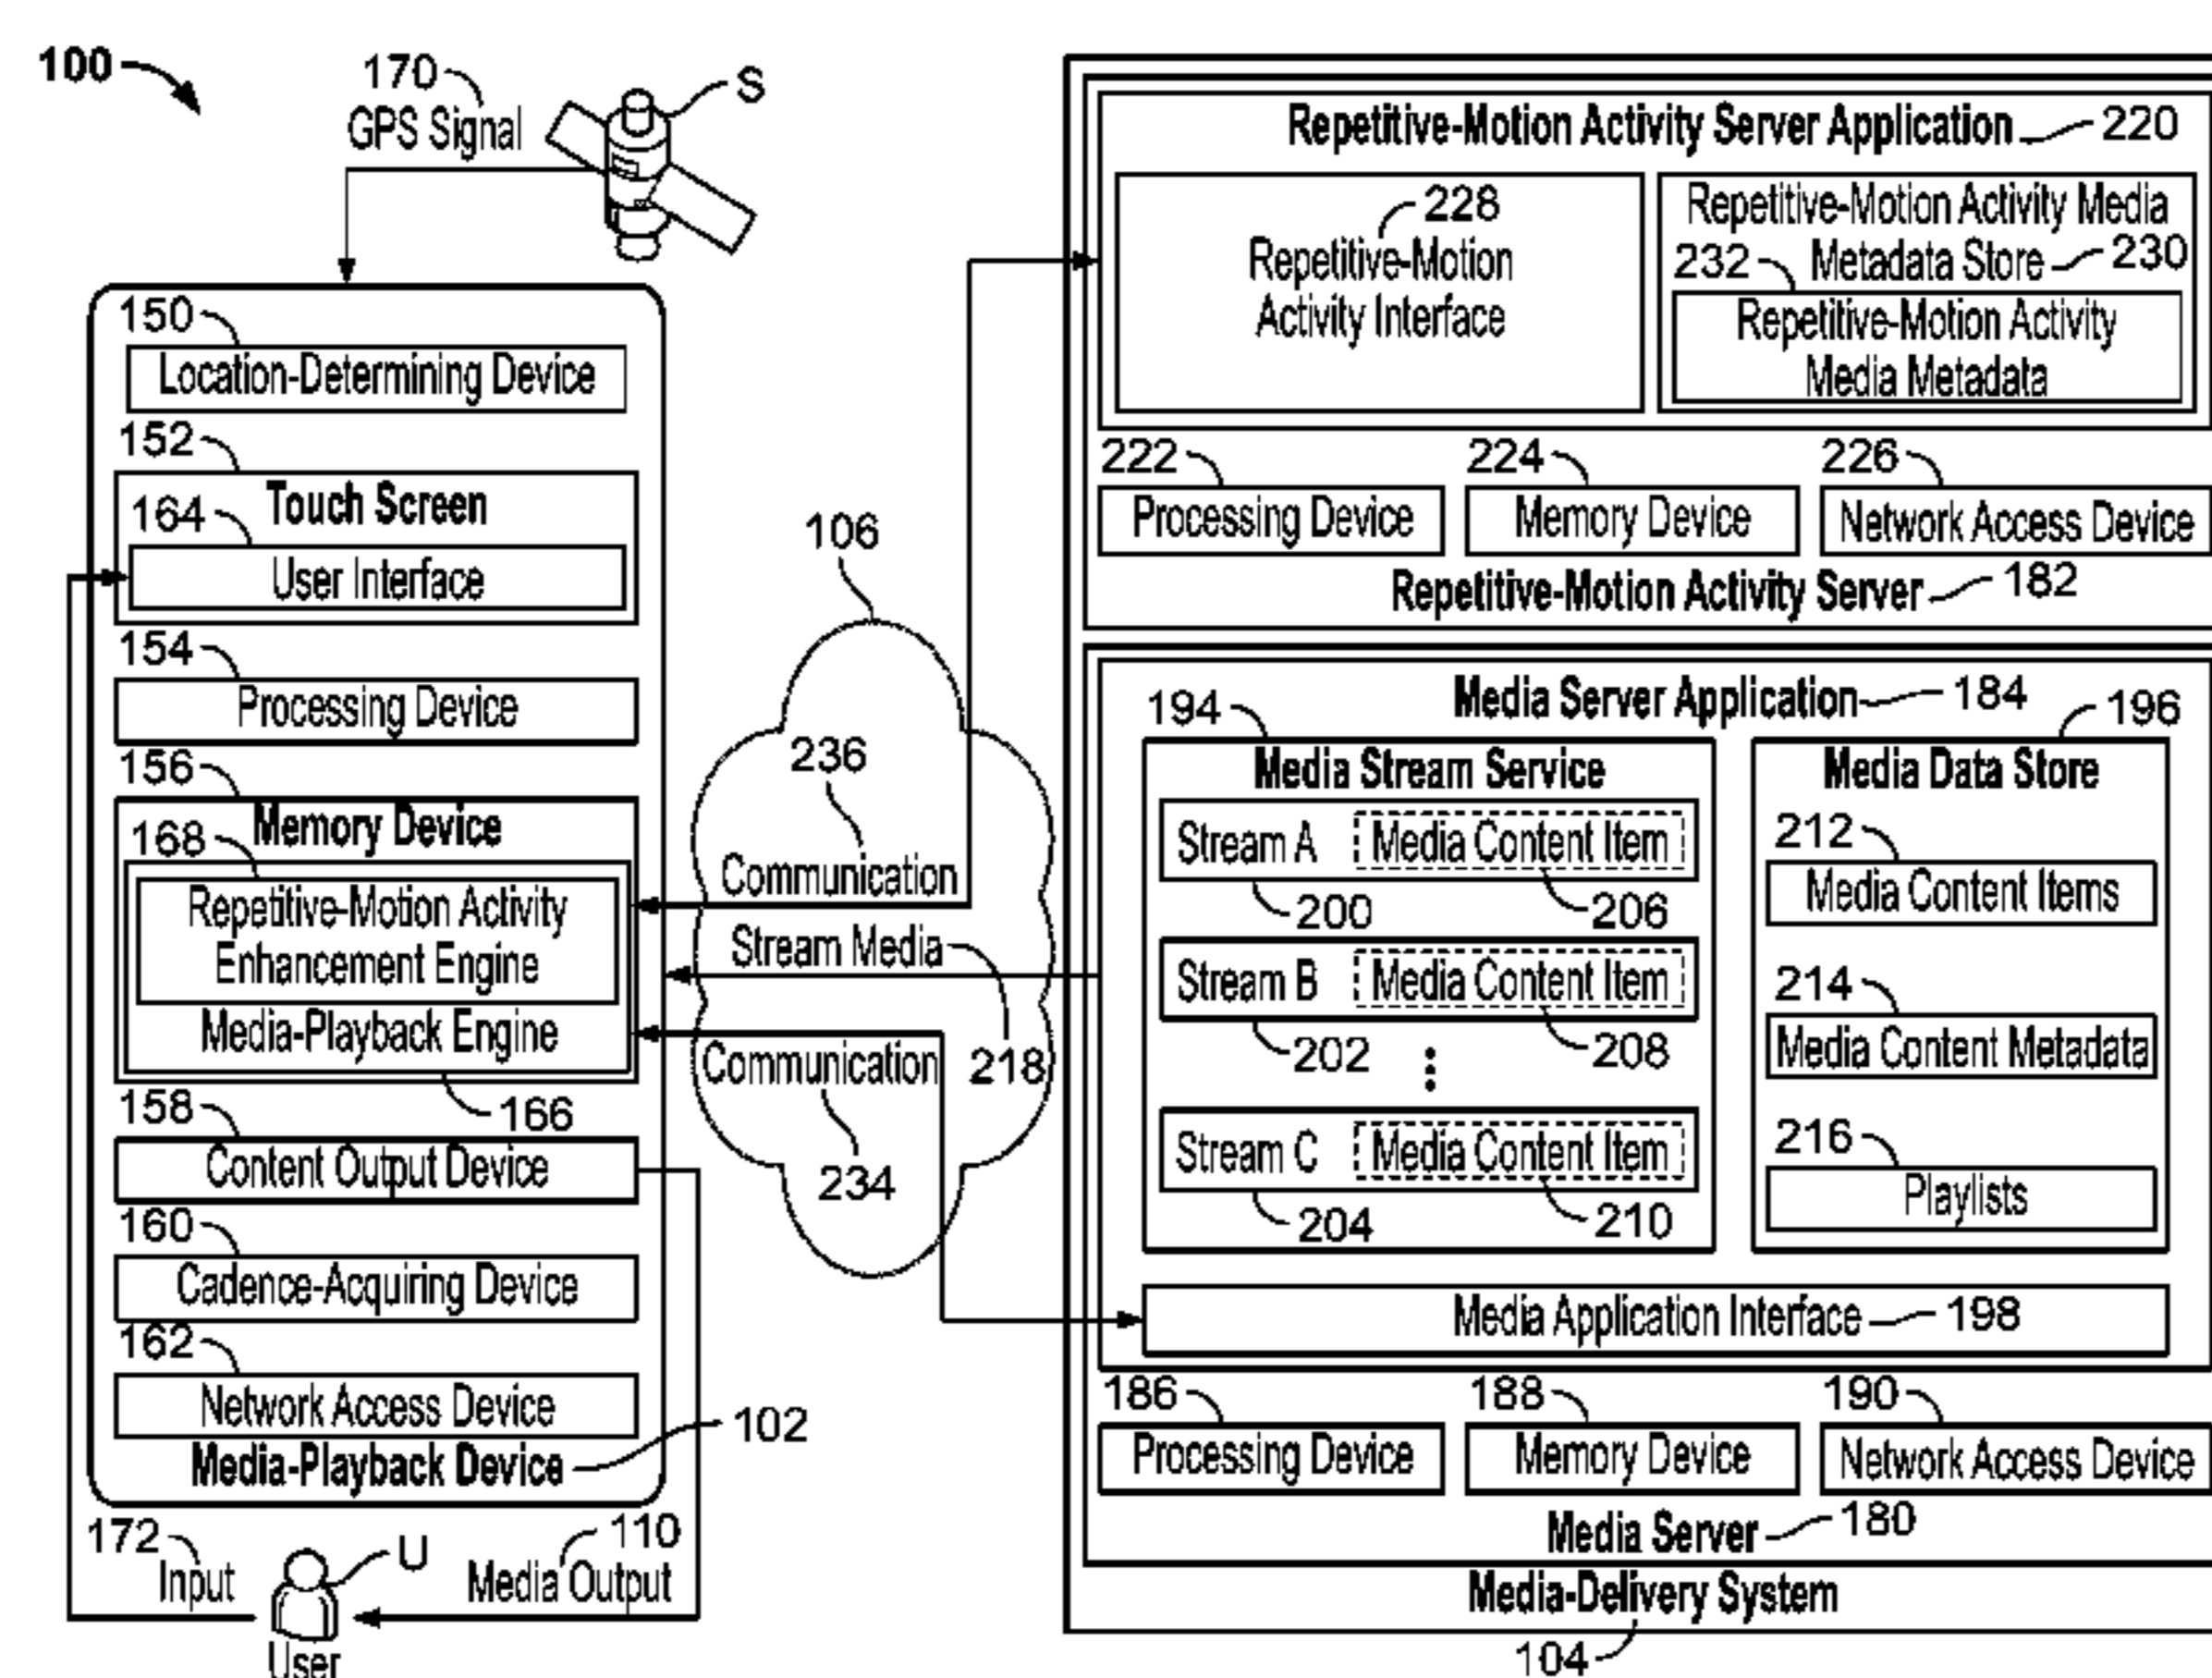 100
170
GPS Signal
S
150
Location-Determining Device
152
Touch Screen
164
User Interface
154
Processing Device
156
Memory Device
168
Repetitive-Motion Activity
Enhancement Engine
Media-Playback Engine
166
158
Content Output Device
160
Cadence-Acquiring Device
162
Network Access Device
Media-Playback Device
102
172
Input
U
User
110
Media Output
106
236
Communication
Stream Media
218
Communication
234
Repetitive-Motion Activity Server Application
220
228
Repetitive-Motion
Activity Interface
Repetitive-Motion Activity Media
Metadata Store
230
232
Repetitive-Motion Activity
Media Metadata
222
Processing Device
224
Memory Device
226
Network Access Device
Repetitive-Motion Activity Server
182
Media Server Application
184
194
Media Stream Service
Stream A
Media Content Item
200
206
Stream B
Media Content Item
202
208
Stream C
Media Content Item
204
210
196
Media Data Store
212
Media Content Items
214
Media Content Metadata
216
Playlists
Media Application Interface
198
186
Processing Device
188
Memory Device
190
Network Access Device
Media Server
180
Media-Delivery System
104